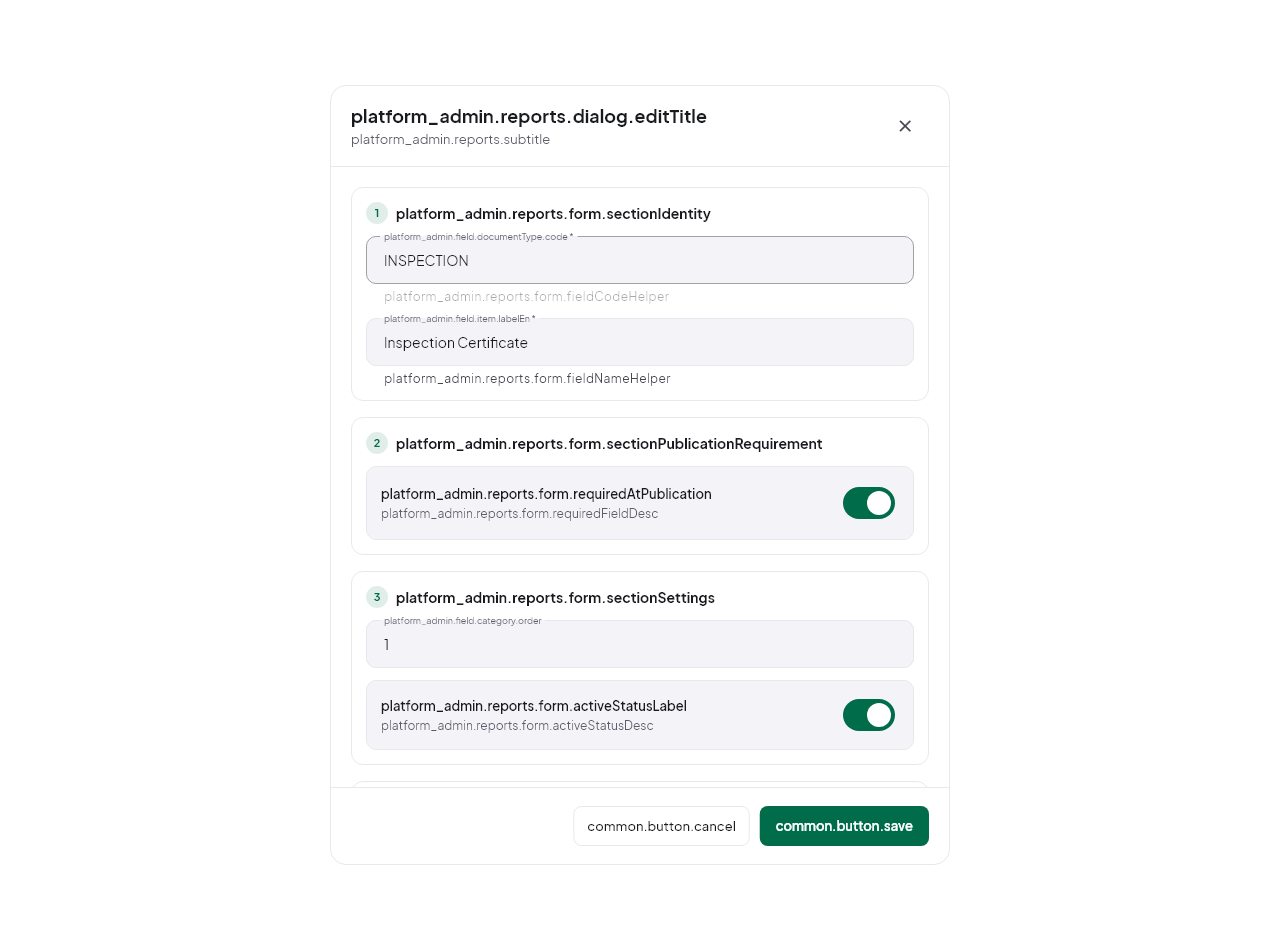 platform_admin.reports.dialog.editTitle
platform_admin.reports.subtitle
1 platform_admin.reports.form.sectionIdentity
platform_admin.field.documentType.code *
INSPECTION
platform_admin.reports.form.fieldCodeHelper
platform_admin.field.item.labelEn *
Inspection Certificate
platform_admin.reports.form.fieldNameHelper
2 platform_admin.reports.form.sectionPublicationRequirement
platform_admin.reports.form.requiredAtPublication
platform_admin.reports.form.requiredFieldDesc
3 platform_admin.reports.form.sectionSettings
platform_admin.field.category.order
1
platform_admin.reports.form.activeStatusLabel
platform_admin.reports.form.activeStatusDesc
common.button.cancel common.button.save